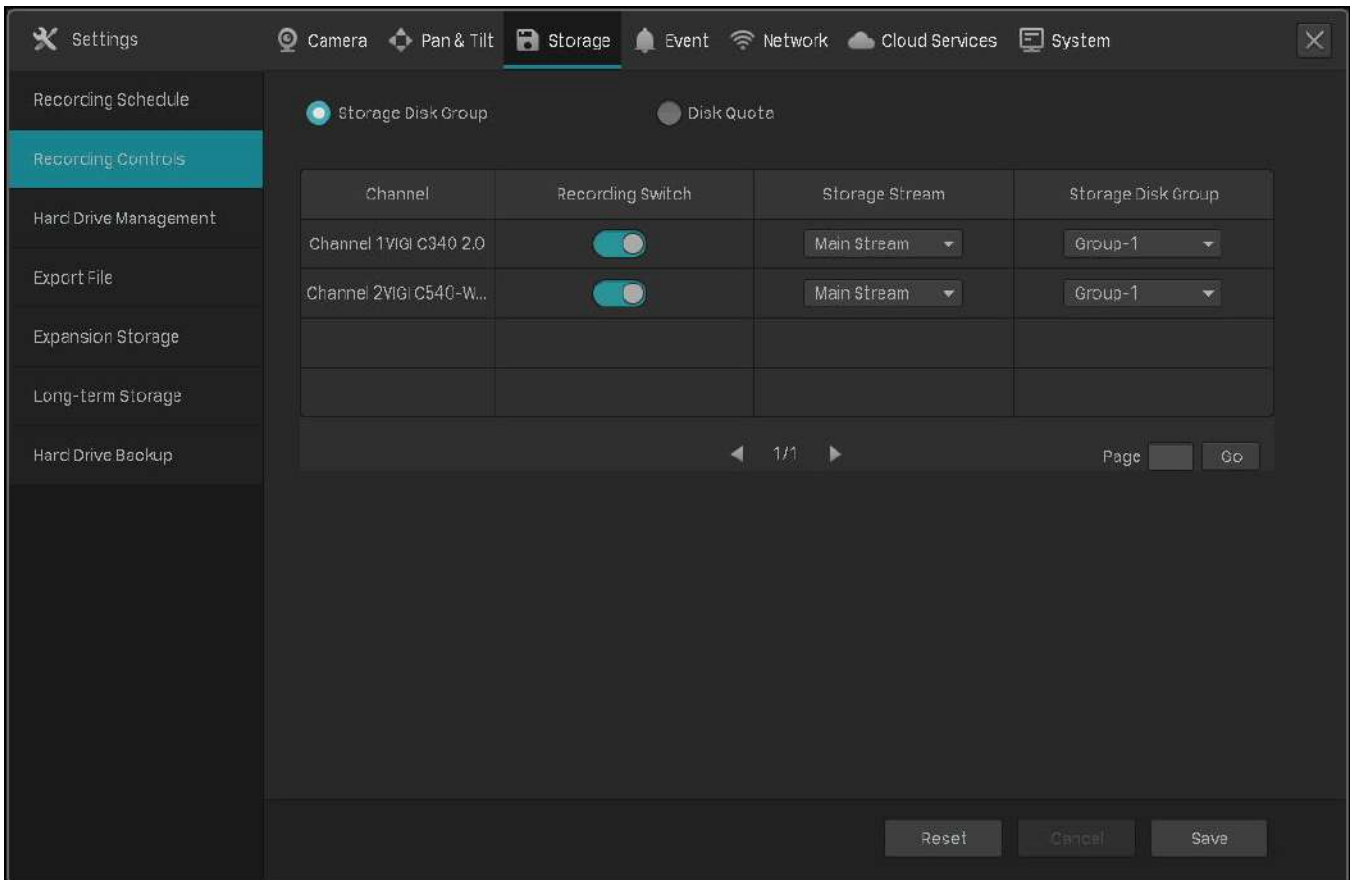 Settings
Camera Pan & Tilt Storage Event Network Cloud Services System
Recording Schedule
Recording Controls
Hard Drive Management
Export File
Expansion Storage
Long-term Storage
Hard Drive Backup
Storage Disk Group Disk Quota
Channel Recording Switch Storage Stream Storage Disk Group
Channel 1VIGI C340 2.0 Main Stream Group-1
Channel 2VIGI C540-W... Main Stream Group-1
1/1 Page Go
Reset Cancel Save